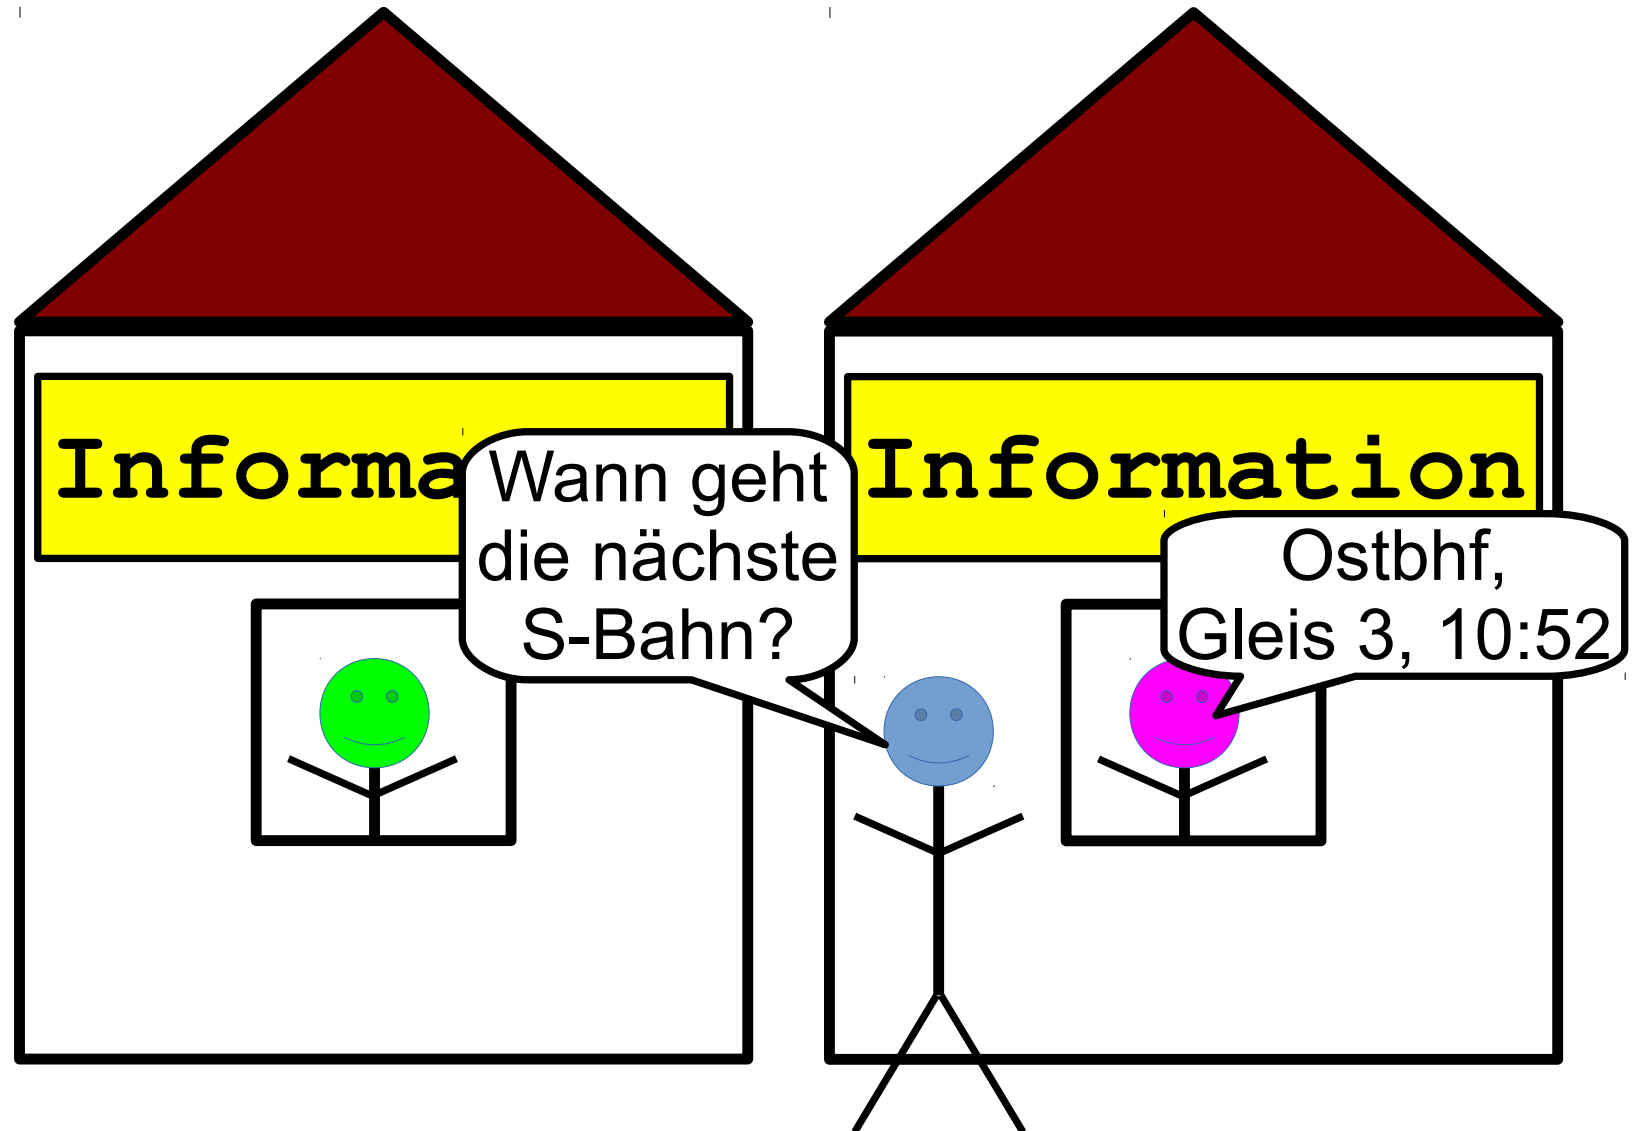 Informa
Information
Wann geht
die nächste
S-Bahn?
Ostbhf,
Gleis 3, 10:52